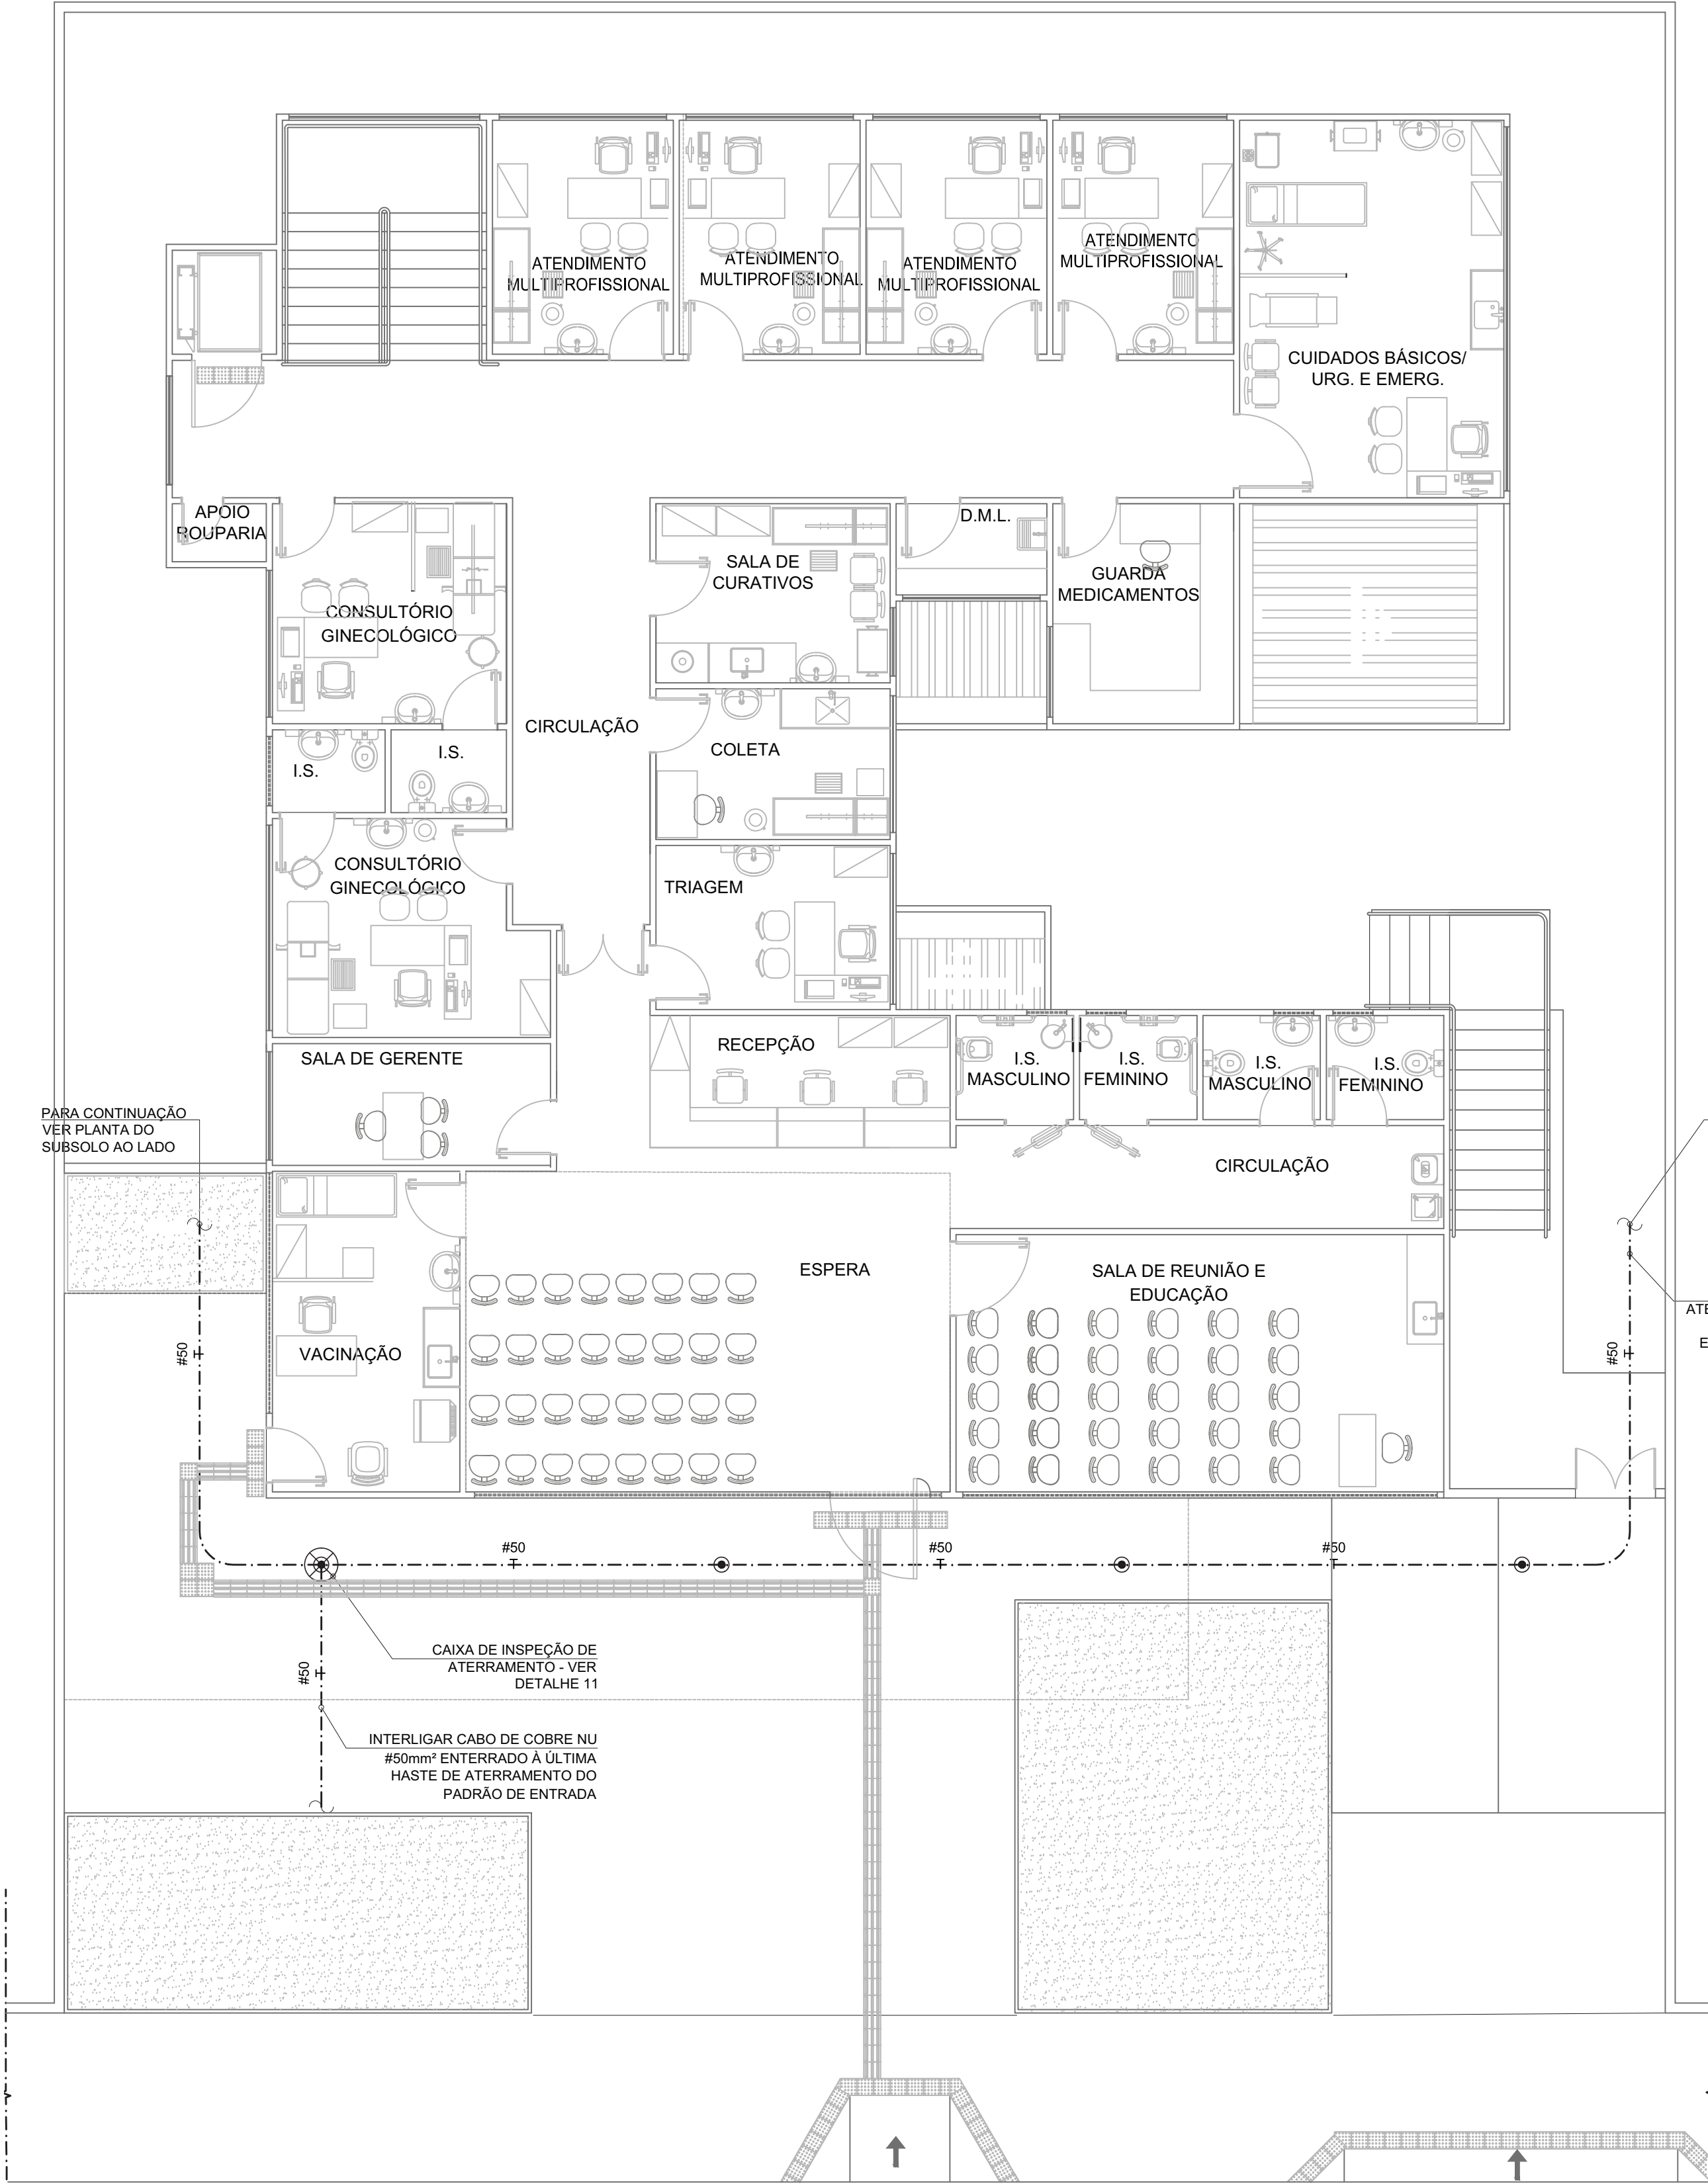 ATENDIMENTO
MULTIPROFISSIONAL
ATENDIMENTO
MULTIPROFISSIONAL
ATENDIMENTO
MULTIPROFISSIONAL
ATENDIMENTO
MULTIPROFISSIONAL
CUIDADOS BÁSICOS/
URG. E EMERG.
APOIO
ROUPARIA
CONSULTÓRIO
GINECOLÓGICO
SALA DE
CURATIVOS
D.M.L.
GUARDA
MEDICAMENTOS
CIRCULAÇÃO
I.S.
I.S.
COLETA
CONSULTÓRIO
GINECOLÓGICO
TRIAGEM
SALA DE GERENTE
RECEPÇÃO
I.S.
MASCULINO
I.S.
FEMININO
I.S.
MASCULINO
I.S.
FEMININO
PARA CONTINUAÇÃO
VER PLANTA DO
SUBSOLO AO LADO
CIRCULAÇÃO
ESPERA
SALA DE REUNIÃO E
EDUCAÇÃO
VACINAÇÃO
#50
#50
ATE
E
#50
#50
#50
CAIXA DE INSPEÇÃO DE
ATERRAMENTO - VER
DETALHE 11
#50
INTERLIGAR CABO DE COBRE NU
#50mm² ENTERRADO À ÚLTIMA
HASTE DE ATERRAMENTO DO
PADRÃO DE ENTRADA